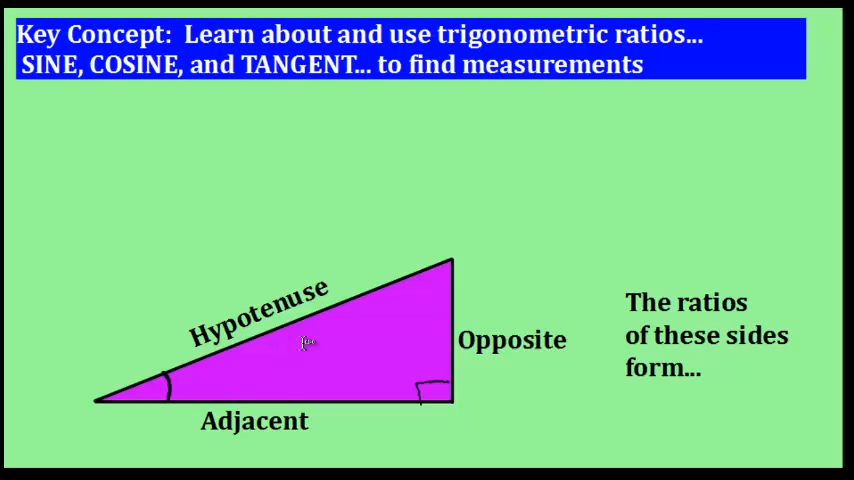 Key Concept:  Learn about and use trigonometric ratios...
SINE, COSINE, and TANGENT... to find measurements
Hypotenuse
Opposite
Adjacent
The ratios
of these sides
form...